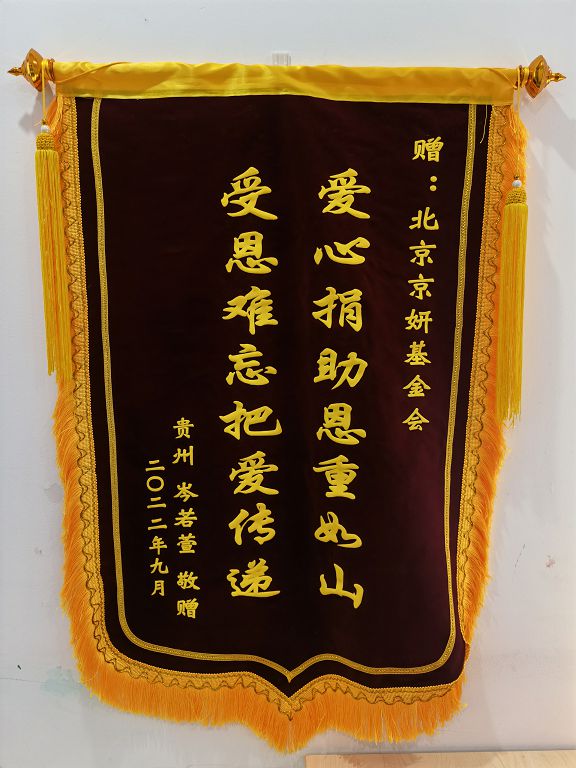 赠：北京京妍基金会
爱心捐助恩重如山
受恩难忘把爱传递
贵州 岑若萱 敬赠
二〇二二年九月